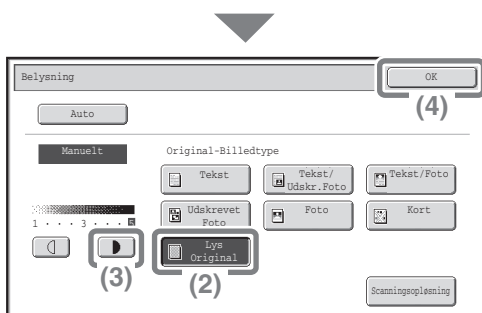 Belysning
OK
(4)
Auto
Manuelt
Original-Billedtype
Tekst
Tekst/
Udskr.Foto
Tekst/Foto
Udskrevet
Foto
Foto
Kort
1 · · · 3 · · · 5
Lys
Original
(3)
(2)
Scanningsopløsning